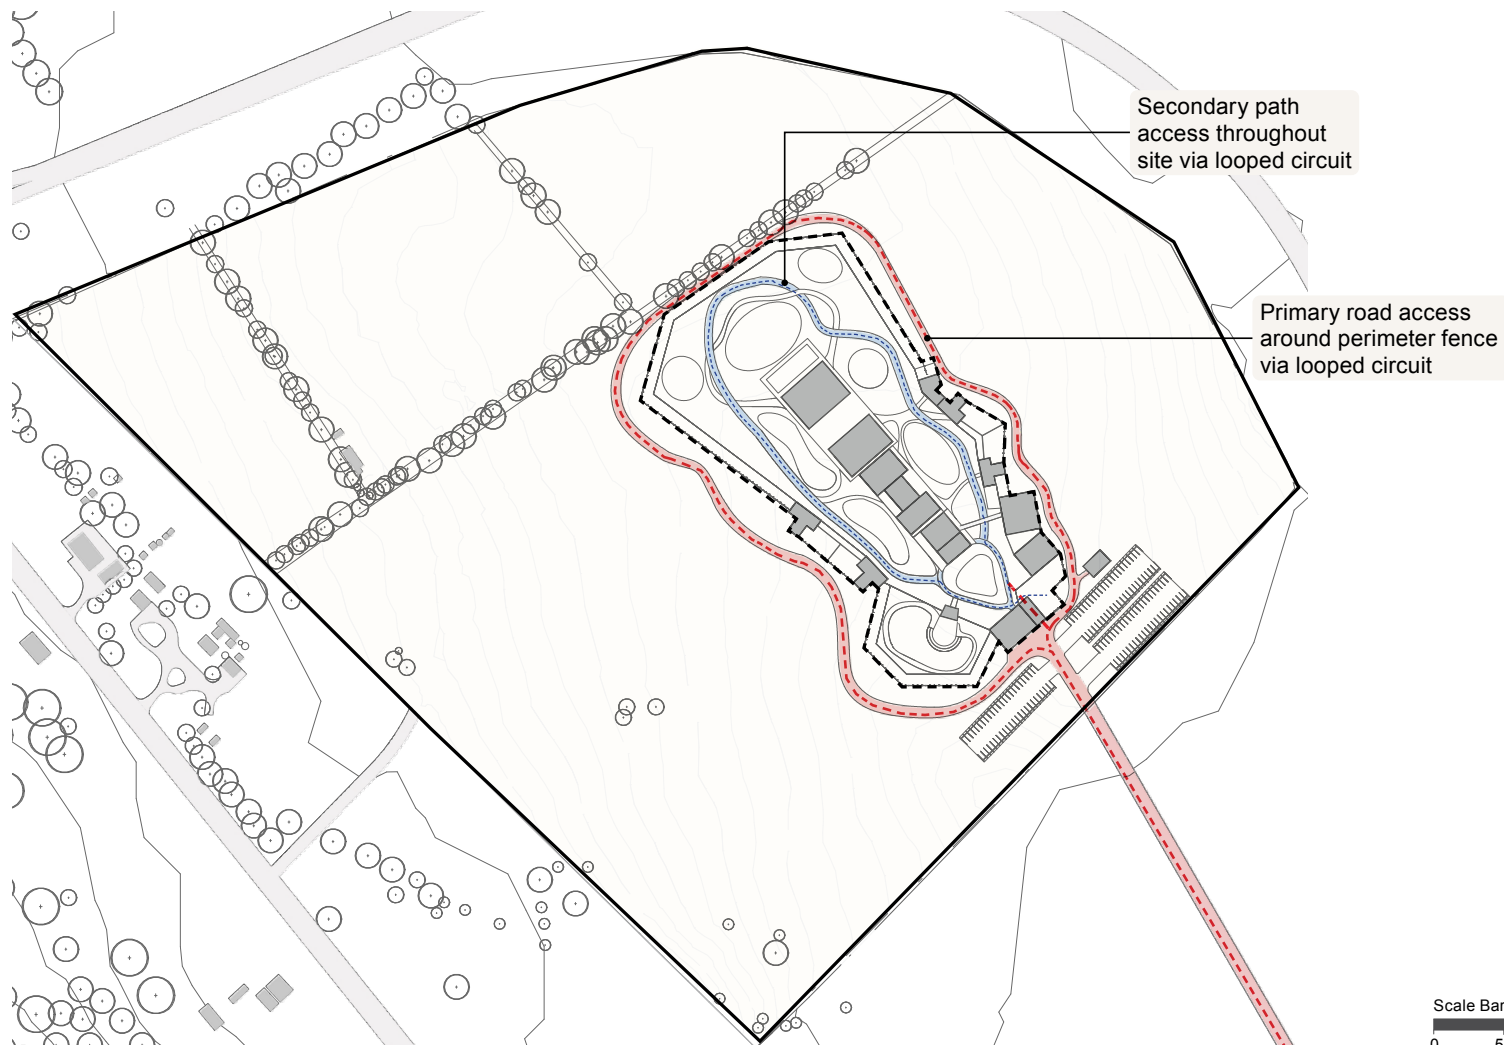 Secondary path
access throughout
site via looped circuit
Primary road access
around perimeter fence
via looped circuit
Scale Bar
0 5